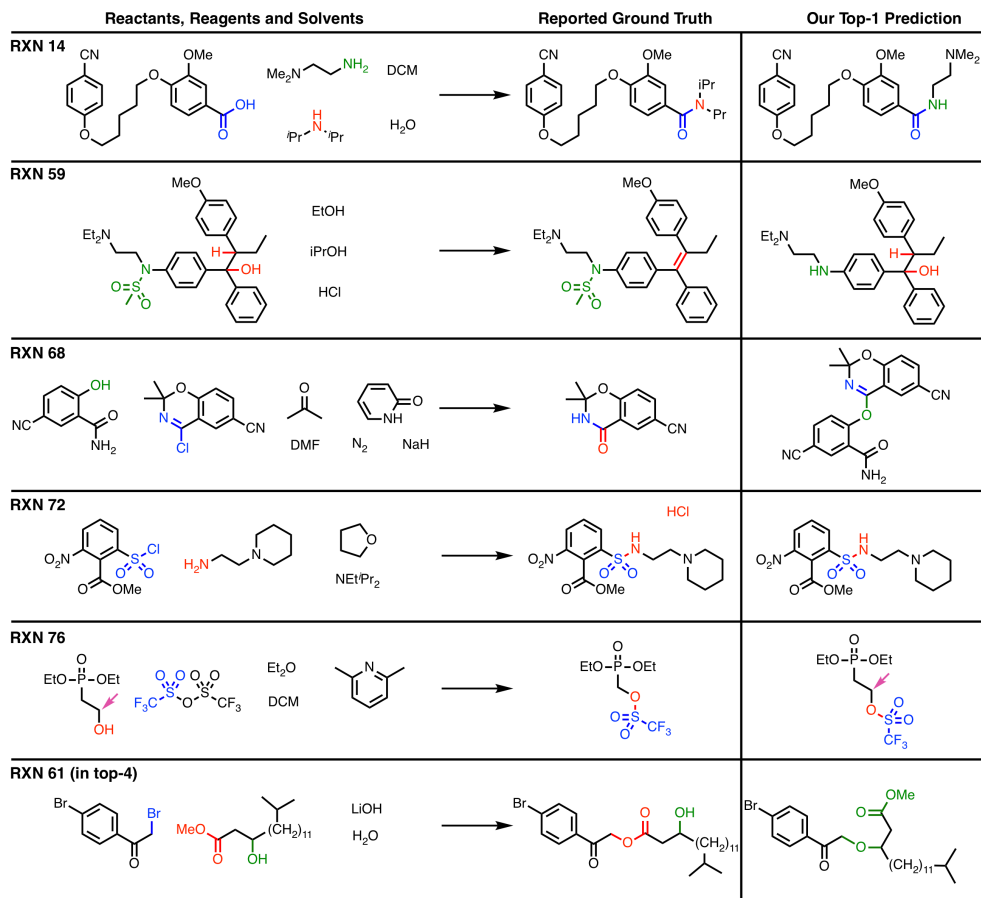 Reactants, Reagents and Solvents Reported Ground Truth Our Top-1 Prediction
RXN 14
CN OMe O OH O
Me₂N NH₂ DCM
H N ⁱPr ⁱPr H₂O
CN OMe O iPr N iPr O O
CN OMe NMe₂ O NH O O
RXN 59
MeO Et₂N H OH N O S O
EtOH
iPrOH
HCl
MeO Et₂N N O S O
MeO Et₂N H HN OH
RXN 68
OH NC O NH₂
O N CN Cl
O DMF
O NH N₂ NaH
O HN CN O
O N CN O NC O NH₂
RXN 72
O₂N Cl S O O O OMe
H₂N N
O NEtⁱPr₂
HCl
O₂N H N S O O N O OMe
O₂N H N S O O N O OMe
RXN 76
O EtO P OEt OH
O O O O S S F₃C O CF₃
Et₂O
DCM
N
O EtO P OEt O O S CF₃ O
O EtO P OEt O O S O CF₃
RXN 61 (in top-4)
Br Br O
MeO O OH (CH₂)₁₁
LiOH
H₂O
Br O O O OH (CH₂)₁₁
Br OMe O O O (CH₂)₁₁